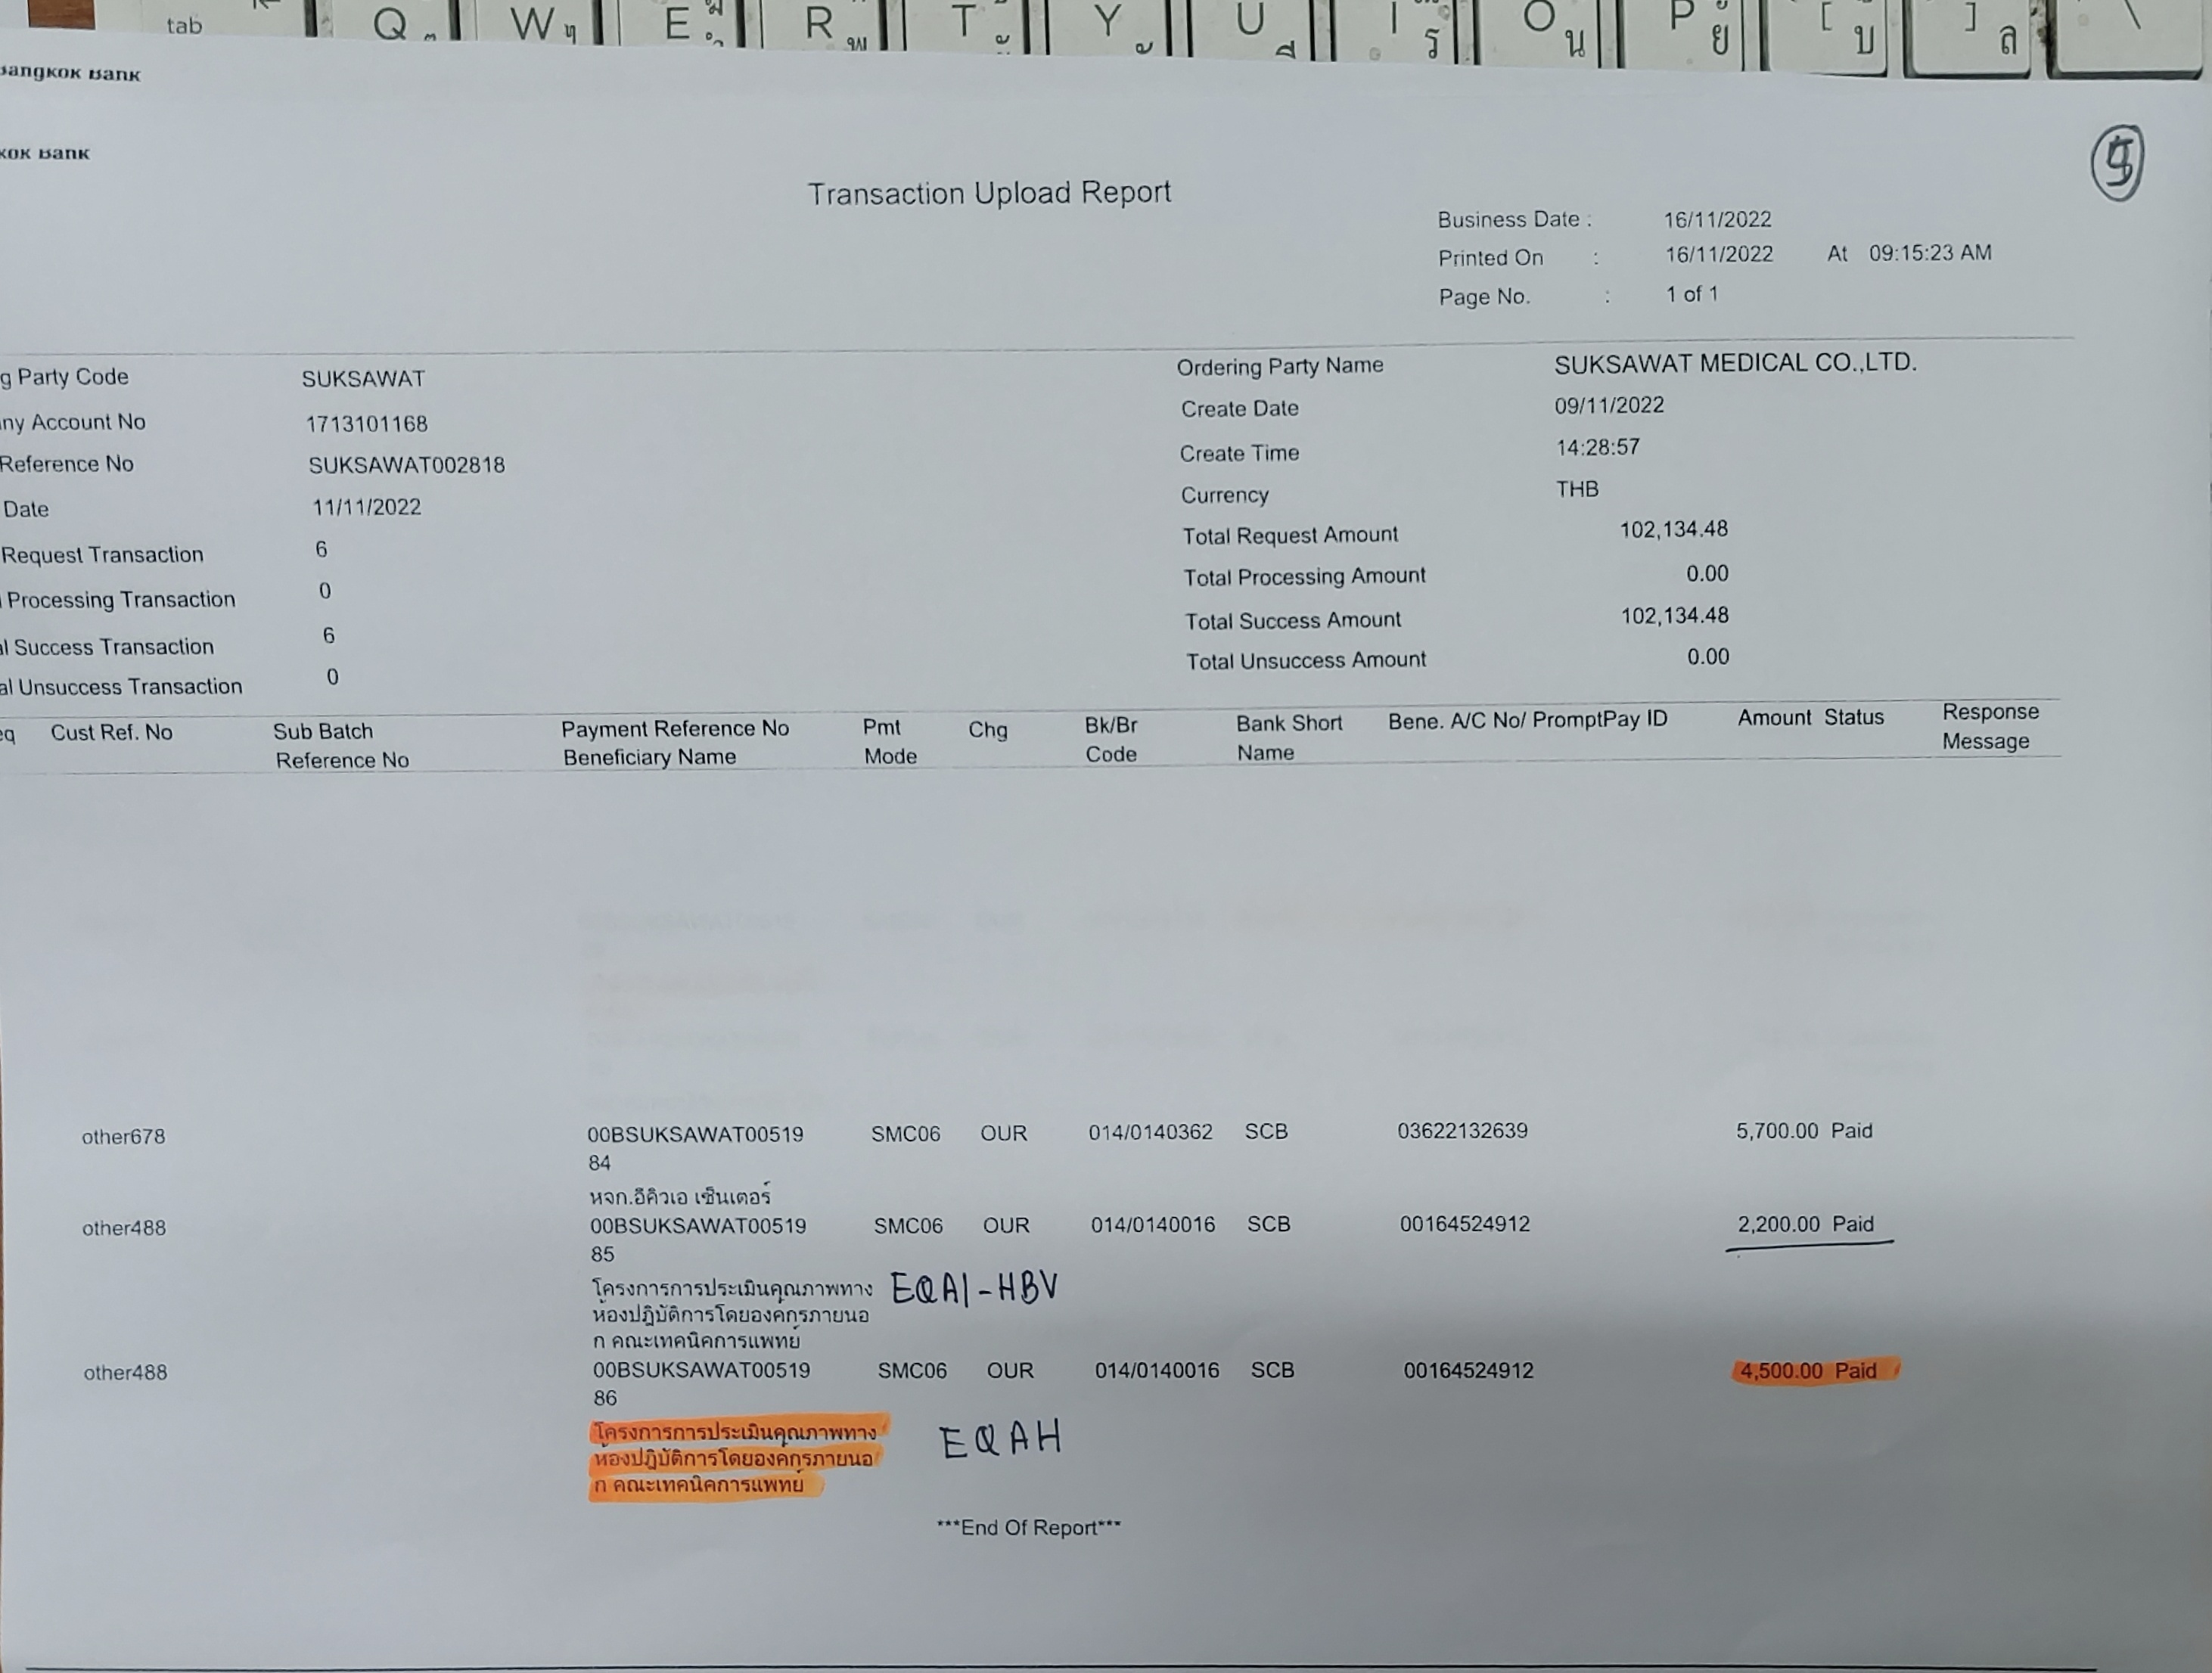 tab Q W ๆ E R พ T Y U I ร O น P ย [ บ ] ล \
Bangkok Bank
kok Bank
Transaction Upload Report
Business Date : 16/11/2022
Printed On : 16/11/2022 At 09:15:23 AM
Page No. : 1 of 1
g Party Code SUKSAWAT Ordering Party Name SUKSAWAT MEDICAL CO.,LTD.
ny Account No 1713101168 Create Date 09/11/2022
Reference No SUKSAWAT002818 Create Time 14:28:57
Date 11/11/2022 Currency THB
Request Transaction 6 Total Request Amount 102,134.48
Processing Transaction 0 Total Processing Amount 0.00
al Success Transaction 6 Total Success Amount 102,134.48
al Unsuccess Transaction 0 Total Unsuccess Amount 0.00
eq Cust Ref. No Sub Batch Payment Reference No Pmt Chg Bk/Br Bank Short Bene. A/C No/ PromptPay ID Amount Status Response
Reference No Beneficiary Name Mode Code Name Message
other678 00BSUKSAWAT00519 SMC06 OUR 014/0140362 SCB 03622132639 5,700.00 Paid
84
หจก.อีคิวเอ เซ็นเตอร์
other488 00BSUKSAWAT00519 SMC06 OUR 014/0140016 SCB 00164524912 2,200.00 Paid
85
โครงการการประเมินคุณภาพทาง EQAI-HBV
ห้องปฏิบัติการโดยองค์กรภายนอ
ก คณะเทคนิคการแพทย์
other488 00BSUKSAWAT00519 SMC06 OUR 014/0140016 SCB 00164524912 4,500.00 Paid
86
โครงการการประเมินคุณภาพทาง EQAH
ห้องปฏิบัติการโดยองค์กรภายนอ
ก คณะเทคนิคการแพทย์
***End Of Report***